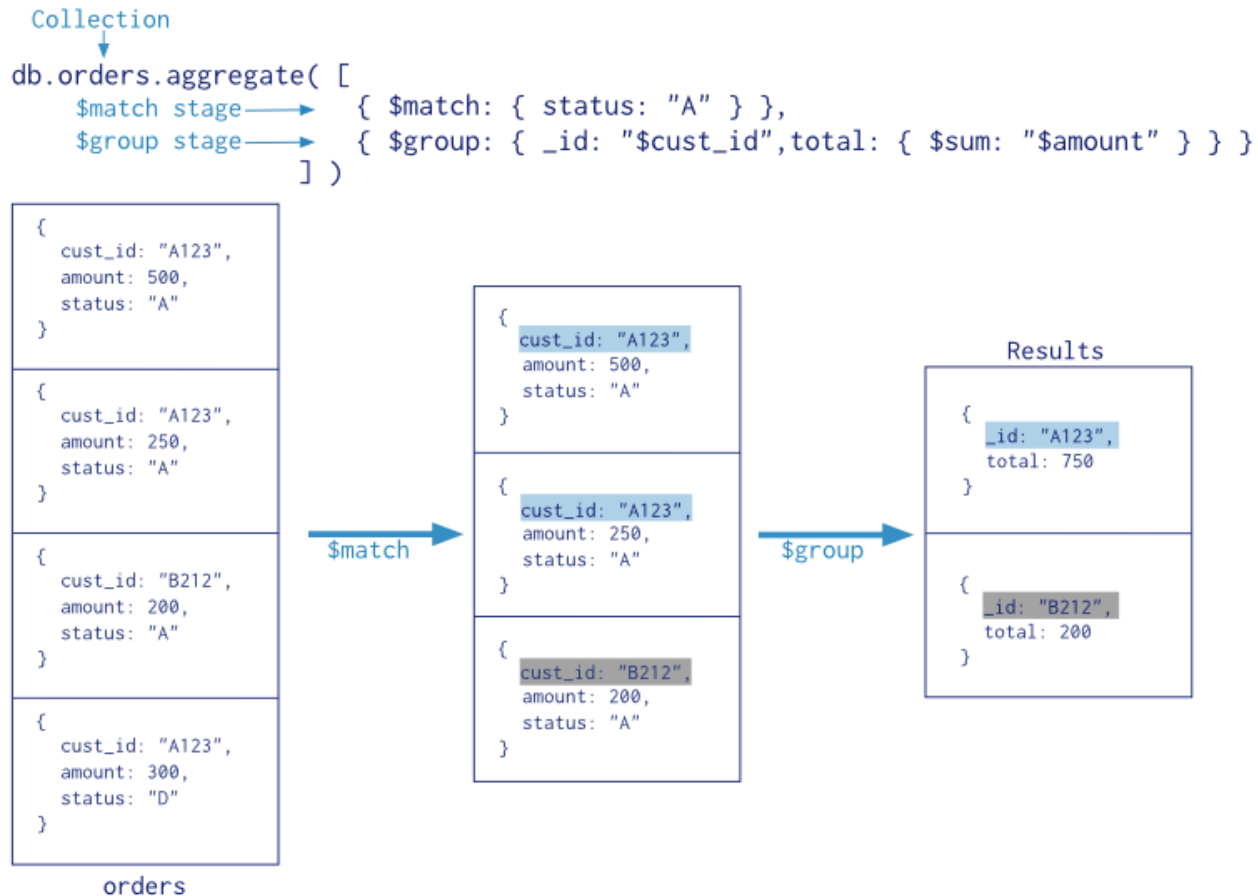 Collection
db.orders.aggregate( [
$match stage
{ $match: { status: "A" } },
$group stage
{ $group: { _id: "$cust_id",total: { $sum: "$amount" } } }
] )
{
cust_id: "A123",
amount: 500,
status: "A"
}
{
cust_id: "A123",
amount: 250,
status: "A"
}
{
cust_id: "B212",
amount: 200,
status: "A"
}
{
cust_id: "A123",
amount: 300,
status: "D"
}
orders
$match
{
cust_id: "A123",
amount: 500,
status: "A"
}
{
cust_id: "A123",
amount: 250,
status: "A"
}
{
cust_id: "B212",
amount: 200,
status: "A"
}
$group
Results
{
_id: "A123",
total: 750
}
{
_id: "B212",
total: 200
}